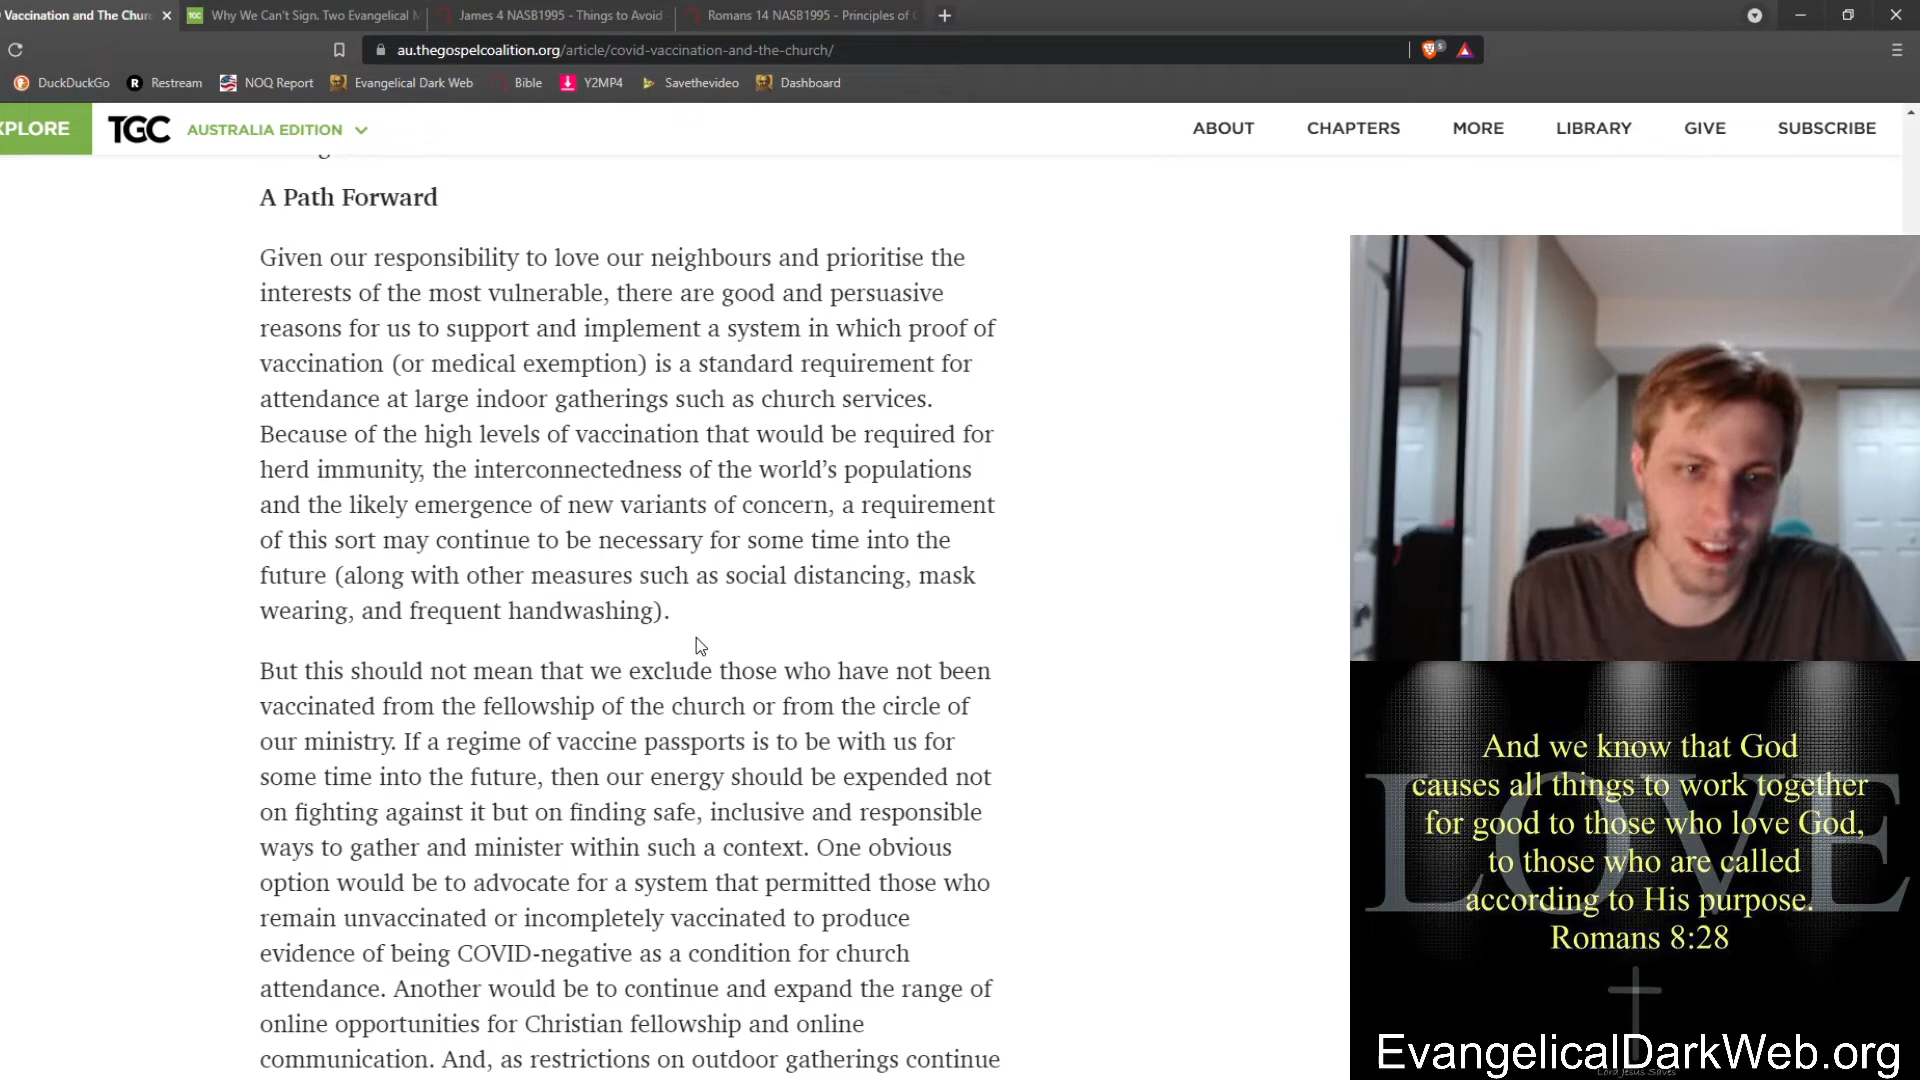 Vaccination and The Churc
Why We Can't Sign. Two Evangelical M
James 4 NASB1995 - Things to Avoid
Romans 14 NASB1995 - Principles of C
au.thegospelcoalition.org/article/covid-vaccination-and-the-church/
5
DuckDuckGo
R Restream
NOQ Report
Evangelical Dark Web
Bible
Y2MP4
Savethevideo
Dashboard
XPLORE
TGC
AUSTRALIA EDITION
ABOUT
CHAPTERS
MORE
LIBRARY
GIVE
SUBSCRIBE
A Path Forward
Given our responsibility to love our neighbours and prioritise the
interests of the most vulnerable, there are good and persuasive
reasons for us to support and implement a system in which proof of
vaccination (or medical exemption) is a standard requirement for
attendance at large indoor gatherings such as church services.
Because of the high levels of vaccination that would be required for
herd immunity, the interconnectedness of the world's populations
and the likely emergence of new variants of concern, a requirement
of this sort may continue to be necessary for some time into the
future (along with other measures such as social distancing, mask
wearing, and frequent handwashing).
But this should not mean that we exclude those who have not been
vaccinated from the fellowship of the church or from the circle of
our ministry. If a regime of vaccine passports is to be with us for
some time into the future, then our energy should be expended not
on fighting against it but on finding safe, inclusive and responsible
ways to gather and minister within such a context. One obvious
option would be to advocate for a system that permitted those who
remain unvaccinated or incompletely vaccinated to produce
evidence of being COVID-negative as a condition for church
attendance. Another would be to continue and expand the range of
online opportunities for Christian fellowship and online
communication. And, as restrictions on outdoor gatherings continue
LOVE
And we know that God
causes all things to work together
for good to those who love God,
to those who are called
according to His purpose.
Romans 8:28
EvangelicalDarkWeb.org
Lord Jesus Saves